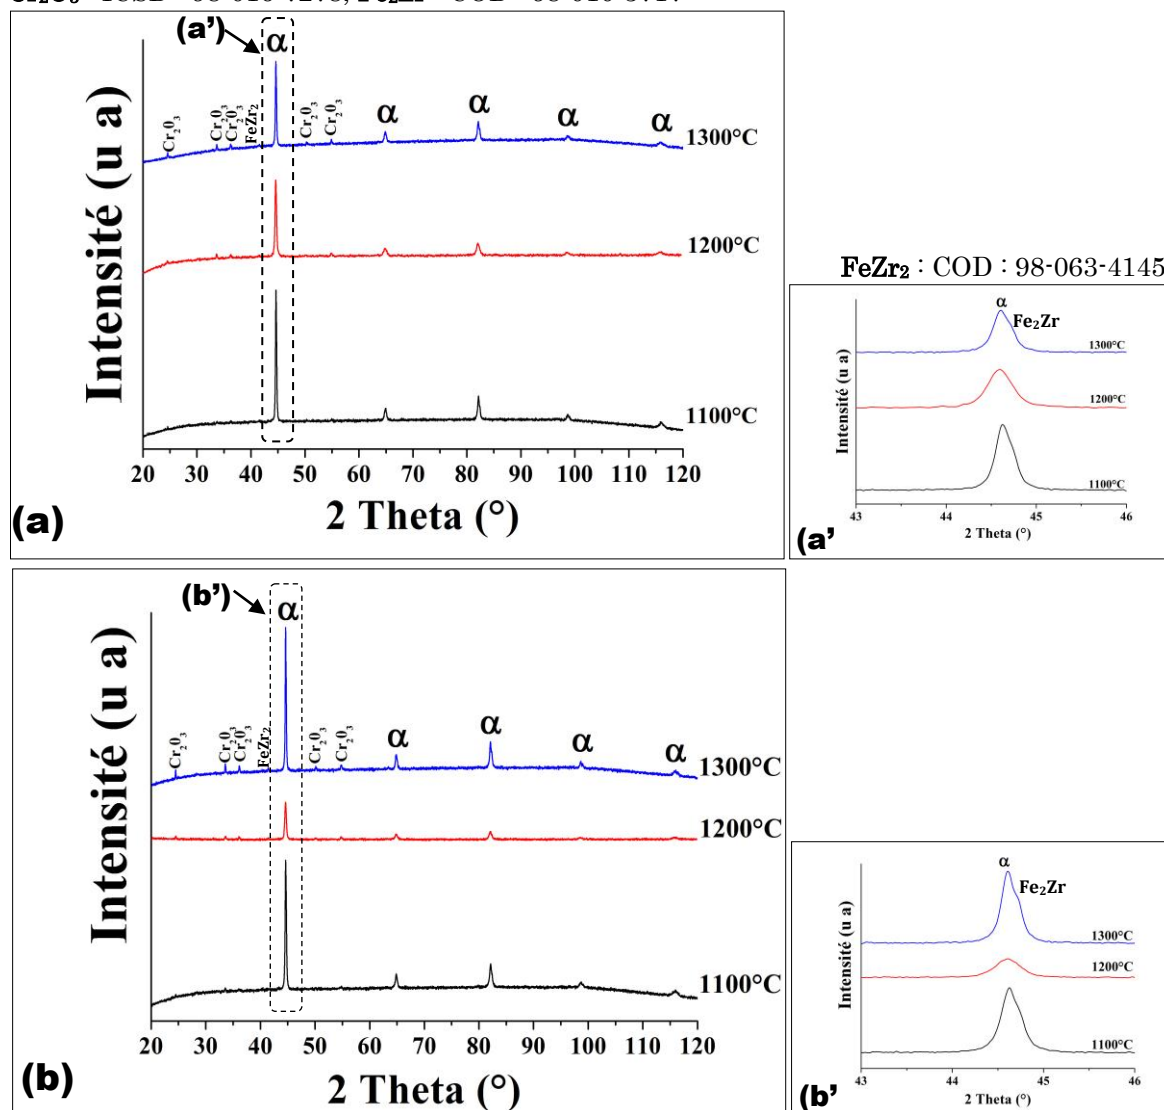 (a')
α
Cr₂O₃ Cr₂O₃ Cr₂O₃ FeZr₂ Cr₂O₃ Cr₂O₃
α α α α
1300°C
1200°C
1100°C
Intensité (u a)
20 30 40 50 60 70 80 90 100 110 120
2 Theta (°)
(a)
FeZr₂ : COD : 98-063-4145
α
Fe₂Zr
1300°C
1200°C
1100°C
Intensité (u a)
43 44 45 46
2 Theta (°)
(a'
(b')
α
Cr₂O₃ Cr₂O₃ Cr₂O₃ FeZr₂ Cr₂O₃ Cr₂O₃
α α α α
1300°C
1200°C
1100°C
Intensité (u a)
20 30 40 50 60 70 80 90 100 110 120
2 Theta (°)
(b)
α
Fe₂Zr
1300°C
1200°C
1100°C
Intensité (u a)
43 44 45 46
2 Theta (°)
(b'